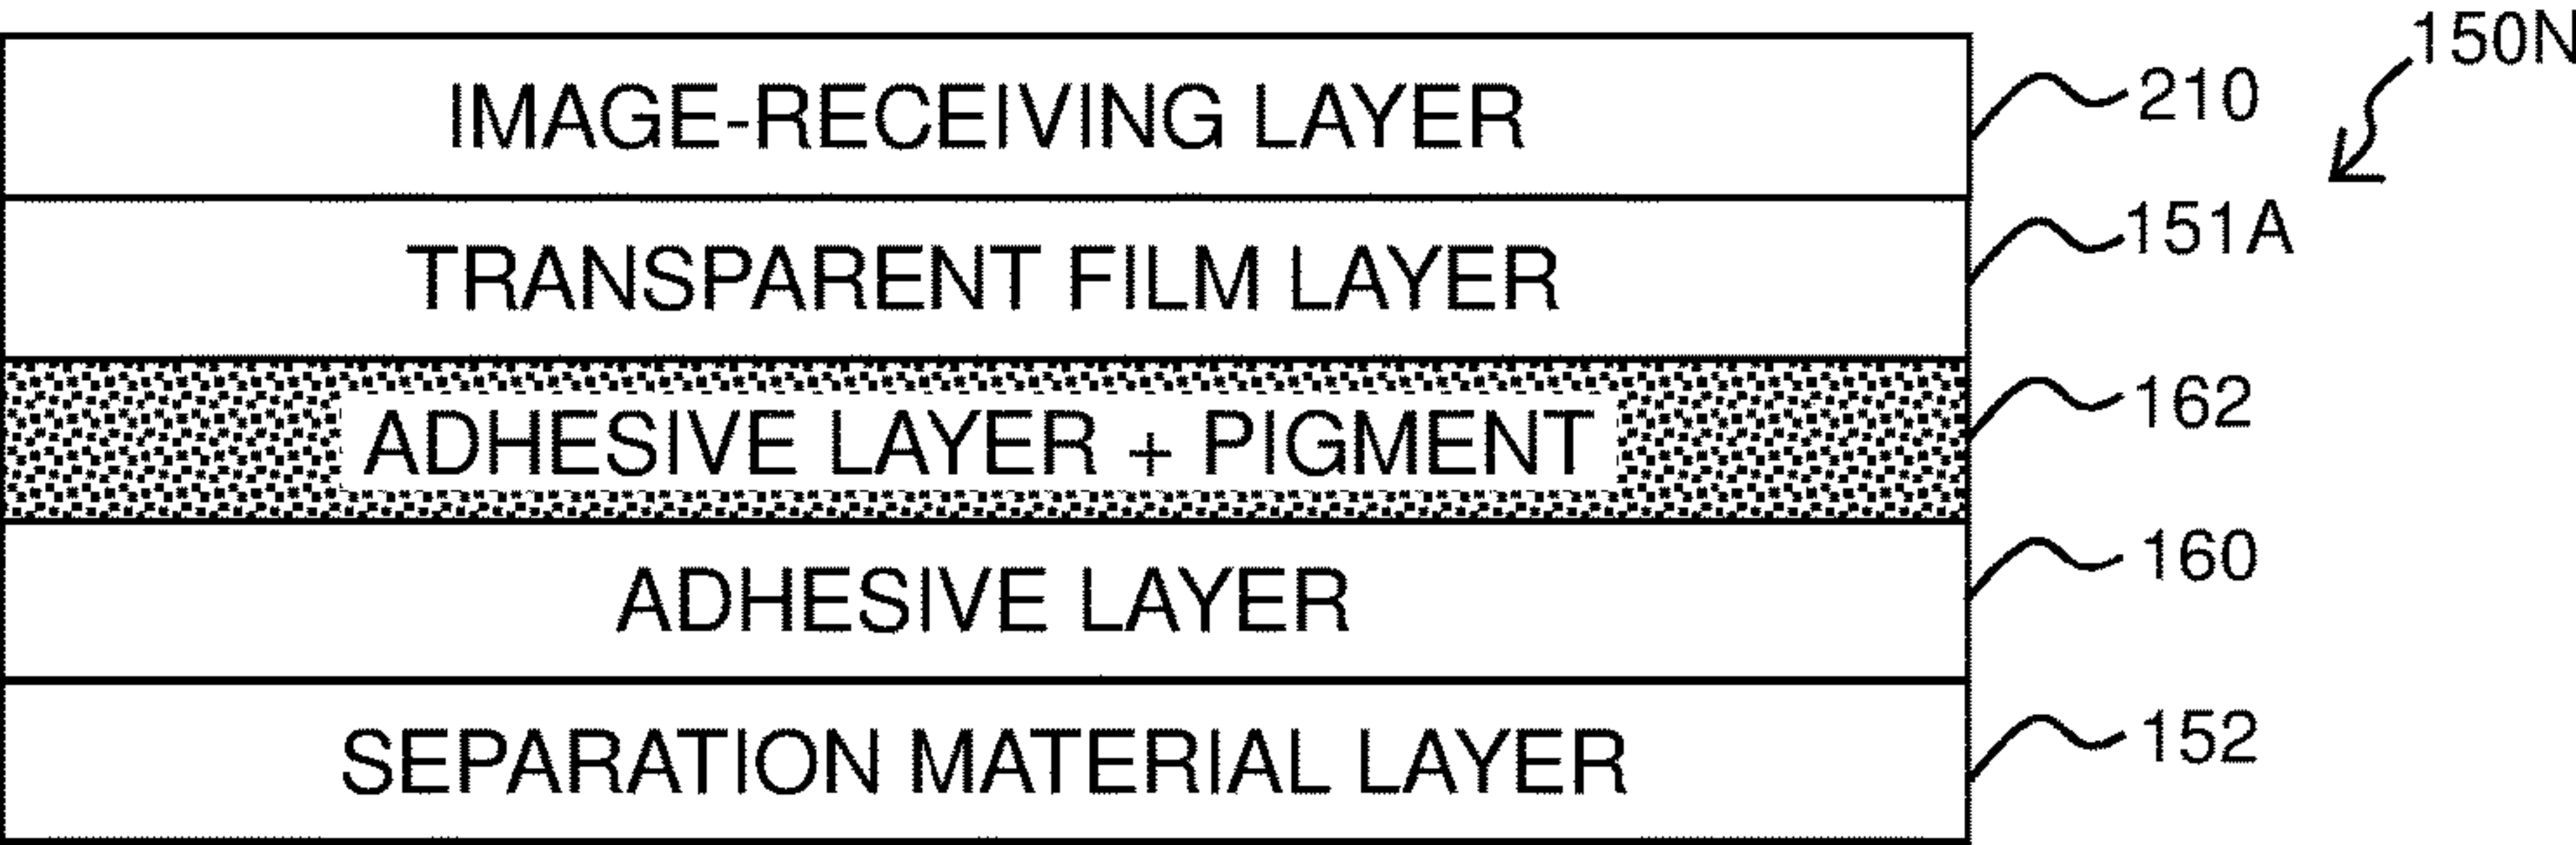 150N
IMAGE-RECEIVING LAYER 210
TRANSPARENT FILM LAYER 151A
ADHESIVE LAYER + PIGMENT 162
ADHESIVE LAYER 160
SEPARATION MATERIAL LAYER 152